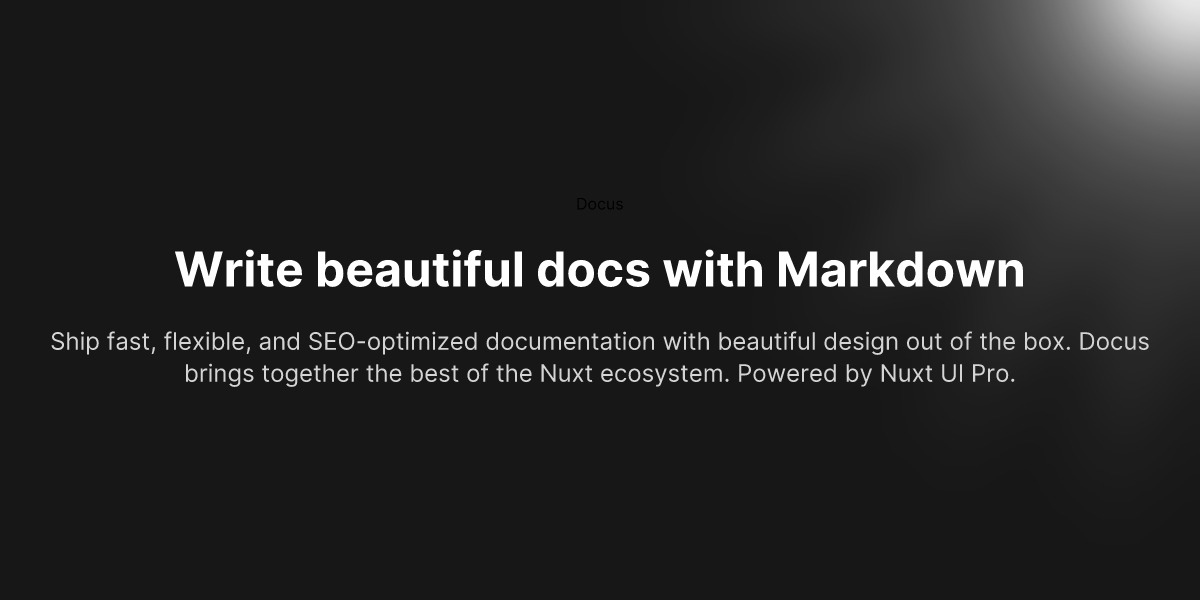 Docus
Write beautiful docs with Markdown
Ship fast, flexible, and SEO-optimized documentation with beautiful design out of the box. Docus
brings together the best of the Nuxt ecosystem. Powered by Nuxt UI Pro.